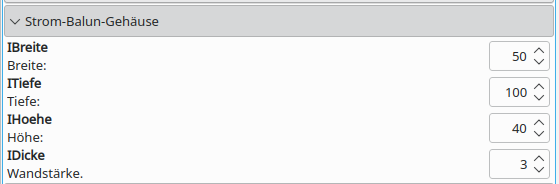 Strom-Balun-Gehäuse
IBreite
Breite:
50
ITiefe
Tiefe:
100
IHoehe
Höhe:
40
IDicke
Wandstärke.
3